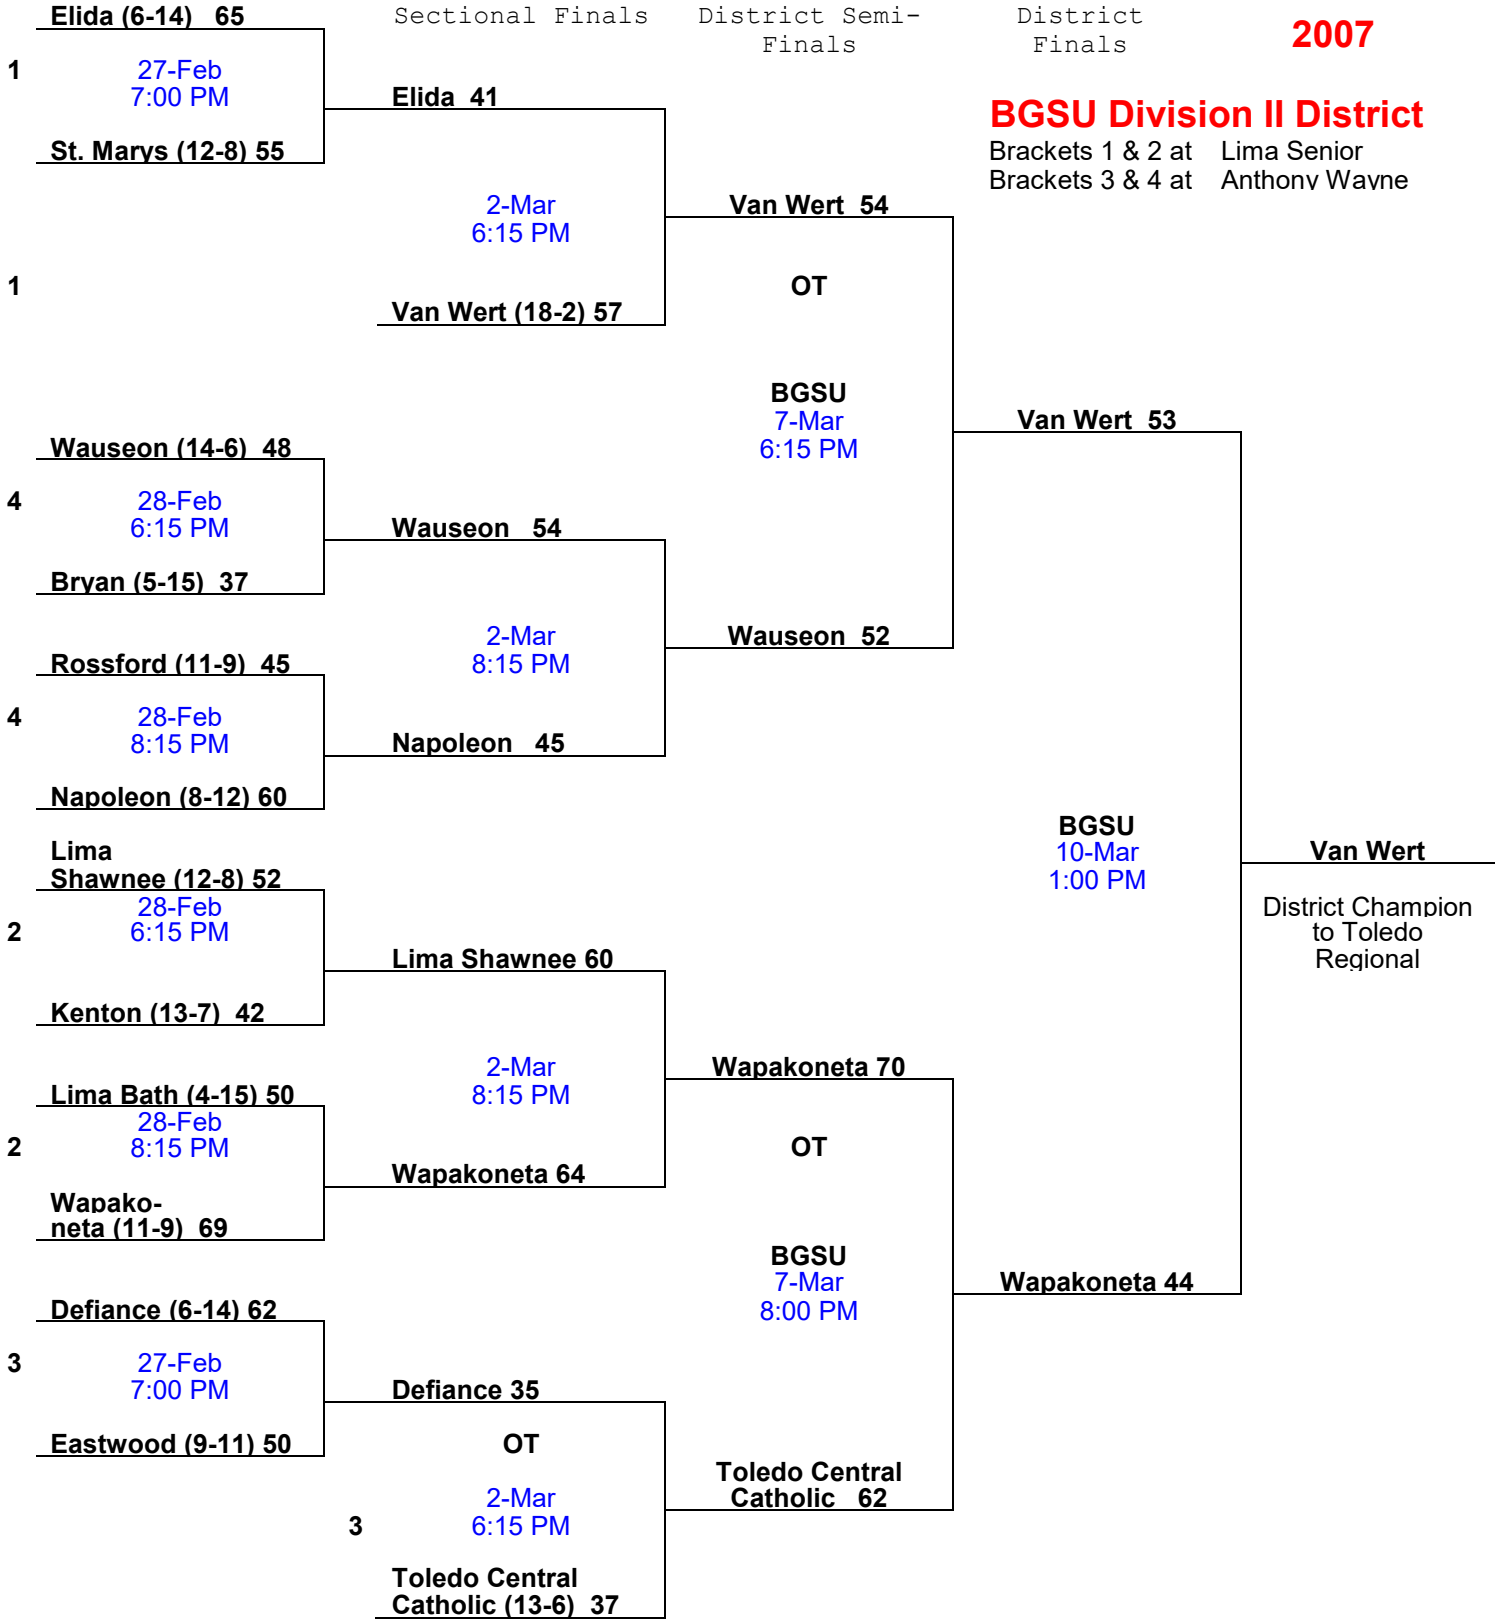 Elida (6-14) 65
Sectional Finals
District Semi-
Finals
District
Finals
2007
1
27-Feb
7:00 PM
Elida 41
BGSU Division II District
St. Marys (12-8) 55
Brackets 1 & 2 at Lima Senior
Brackets 3 & 4 at Anthony Wayne
2-Mar
6:15 PM
Van Wert 54
1
OT
Van Wert (18-2) 57
BGSU
7-Mar
6:15 PM
Van Wert 53
Wauseon (14-6) 48
4
28-Feb
6:15 PM
Wauseon 54
Bryan (5-15) 37
2-Mar
8:15 PM
Wauseon 52
Rossford (11-9) 45
4
28-Feb
8:15 PM
Napoleon 45
Napoleon (8-12) 60
BGSU
10-Mar
1:00 PM
Van Wert
District Champion
to Toledo
Regional
Lima
Shawnee (12-8) 52
28-Feb
2
6:15 PM
Lima Shawnee 60
Kenton (13-7) 42
2-Mar
8:15 PM
Wapakoneta 70
Lima Bath (4-15) 50
28-Feb
2
8:15 PM
OT
Wapakoneta 64
Wapako-
neta (11-9) 69
BGSU
7-Mar
8:00 PM
Wapakoneta 44
Defiance (6-14) 62
3
27-Feb
7:00 PM
Defiance 35
Eastwood (9-11) 50
OT
Toledo Central
Catholic 62
2-Mar
3
6:15 PM
Toledo Central
Catholic (13-6) 37